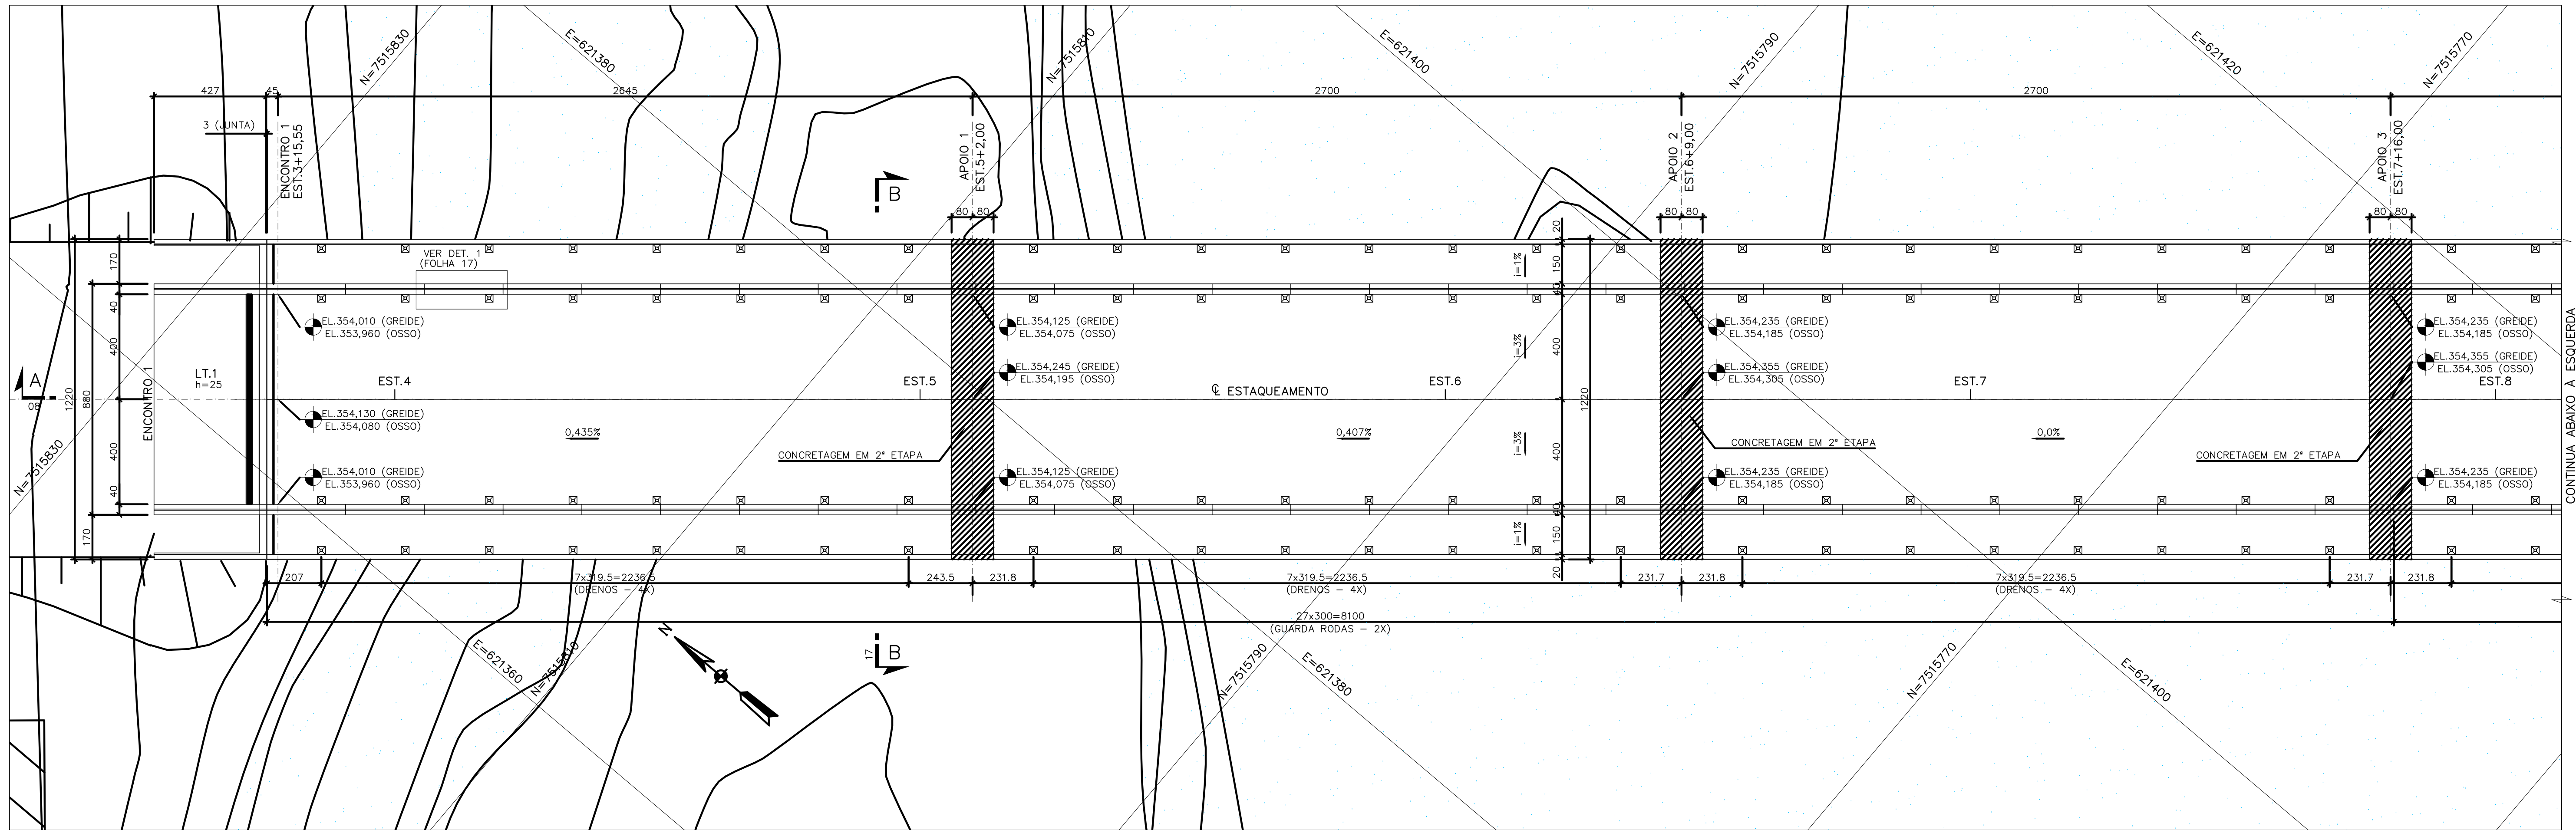 N=7515830
E=621380
N=7515810
E=621400
N=7515790
E=621420
N=7515770
427
45
2645
2700
2700
3 (JUNTA)
ENCONTRO 1
EST.3+15,55
APOIO 1
EST.5+2,00
APOIO 2
EST.6+9,00
APOIO 3
EST.7+16,00
B
80
80
80
80
80
80
VER DET. 1
(FOLHA 17)
170
40
400
400
40
170
880
1220
20
150
40
400
400
40
150
20
1220
i=1%
i=3%
i=3%
i=1%
EL.354,010 (GREIDE)
EL.353,960 (OSSO)
EL.354,125 (GREIDE)
EL.354,075 (OSSO)
EL.354,235 (GREIDE)
EL.354,185 (OSSO)
EL.354,235 (GREIDE)
EL.354,185 (OSSO)
EL.354,245 (GREIDE)
EL.354,195 (OSSO)
EL.354,355 (GREIDE)
EL.354,305 (OSSO)
EL.354,355 (GREIDE)
EL.354,305 (OSSO)
A
08
ENCONTRO 1
LT.1
h=25
EST.4
EST.5
EST.6
EST.7
EST.8
℄ ESTAQUEAMENTO
EL.354,130 (GREIDE)
EL.354,080 (OSSO)
0,435%
0,407%
0,0%
CONCRETAGEM EM 2ª ETAPA
CONCRETAGEM EM 2ª ETAPA
CONCRETAGEM EM 2ª ETAPA
EL.354,010 (GREIDE)
EL.353,960 (OSSO)
EL.354,125 (GREIDE)
EL.354,075 (OSSO)
EL.354,235 (GREIDE)
EL.354,185 (OSSO)
EL.354,235 (GREIDE)
EL.354,185 (OSSO)
CONTINUA ABAIXO À ESQUERDA
N=7515830
207
7x319.5=2236.5
(DRENOS - 4X)
243.5
231.8
7x319.5=2236.5
(DRENOS - 4X)
231.7
231.8
7x319.5=2236.5
(DRENOS - 4X)
231.7
231.8
27x300=8100
(GUARDA RODAS - 2X)
N
17
B
E=621360
N=7515810
N=7515790
E=621380
N=7515770
E=621400